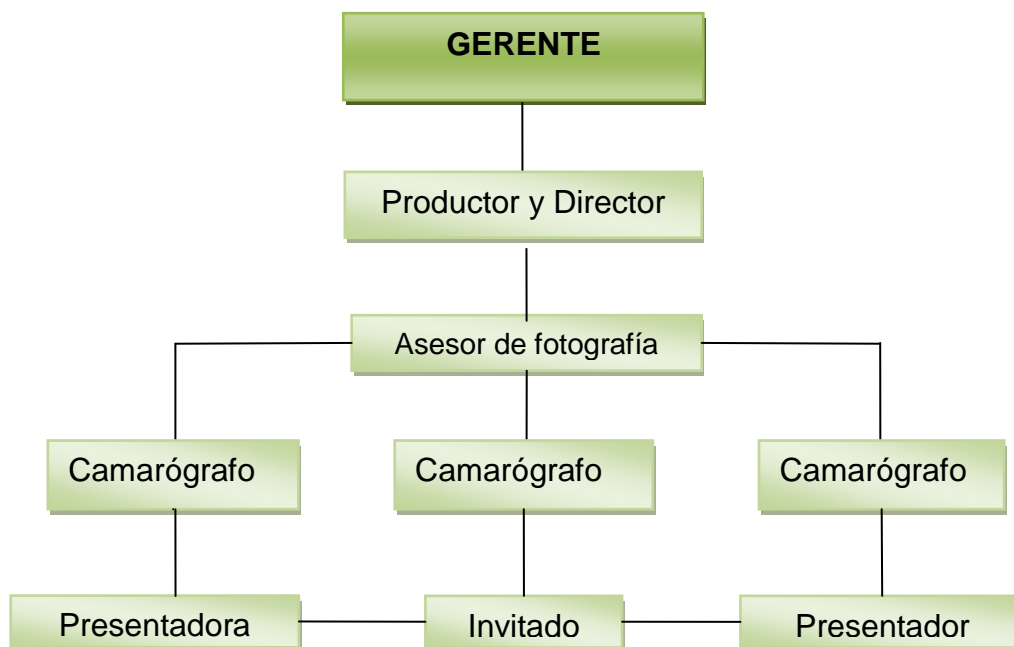 GERENTE
Productor y Director
Asesor de fotografía
Camarógrafo
Camarógrafo
Camarógrafo
Presentadora
Invitado
Presentador